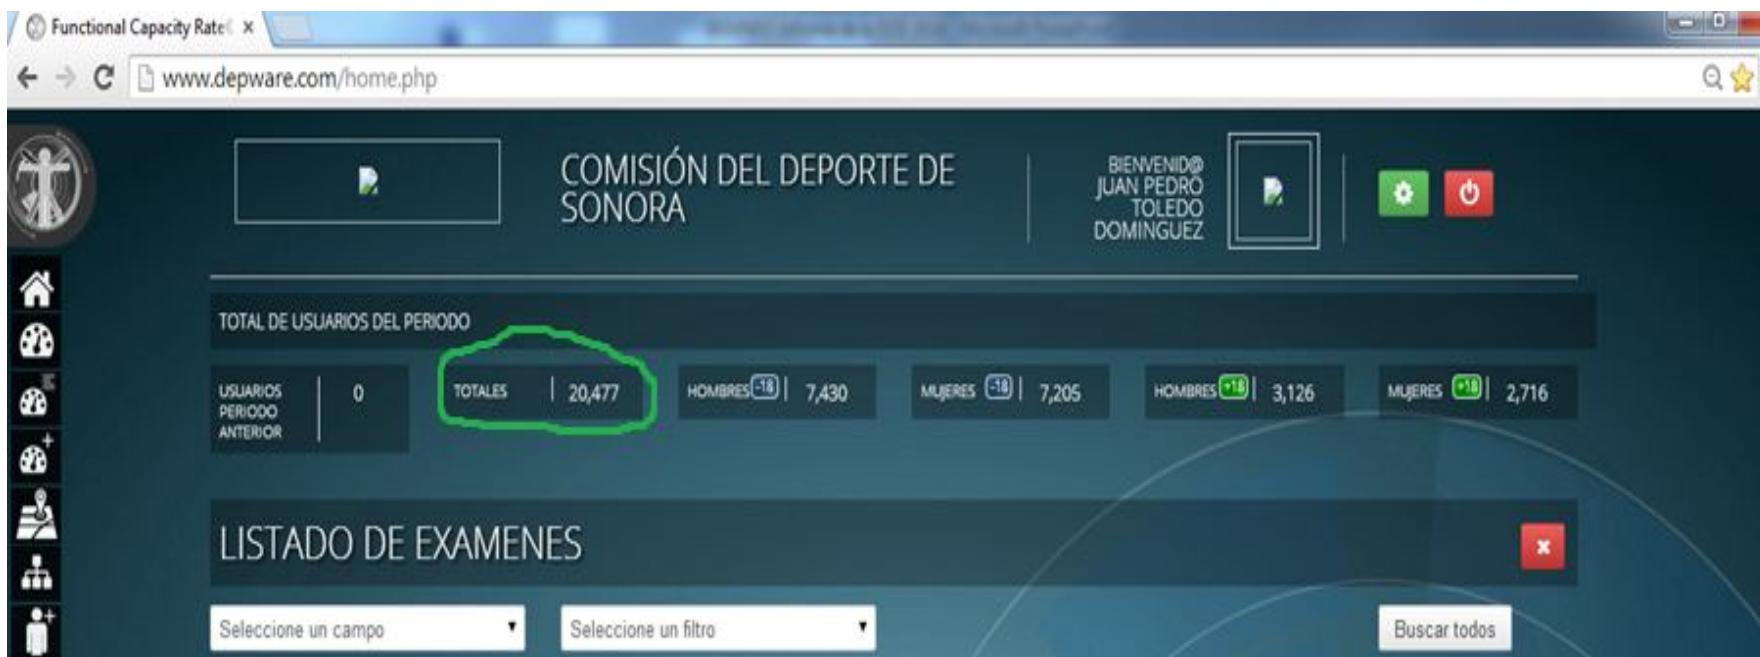 Functional Capacity Rate
www.depware.com/home.php
COMISIÓN DEL DEPORTE DE
SONORA
BIENVENID@
JUAN PEDRO
TOLEDO
DOMINGUEZ
TOTAL DE USUARIOS DEL PERIODO
USUARIOS
PERIODO
ANTERIOR
0
TOTALES 20,477
HOMBRES -18 7,430
MUJERES -18 7,205
HOMBRES +18 3,126
MUJERES +18 2,716
LISTADO DE EXAMENES
Seleccione un campo
Seleccione un filtro
Buscar todos